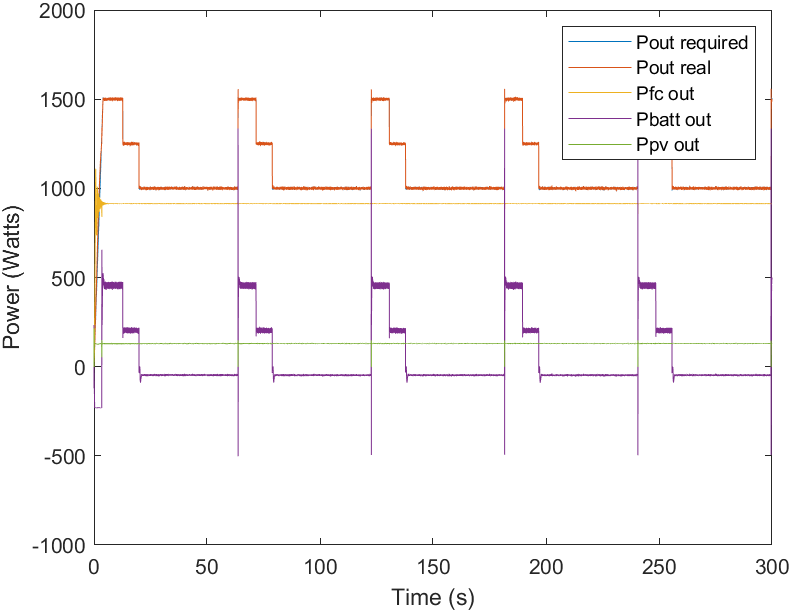 2000
1500
1000
500
0
-500
-1000
Power (Watts)
Pout required
Pout real
Pfc out
Pbatt out
Ppv out
0 50 100 150 200 250 300
Time (s)